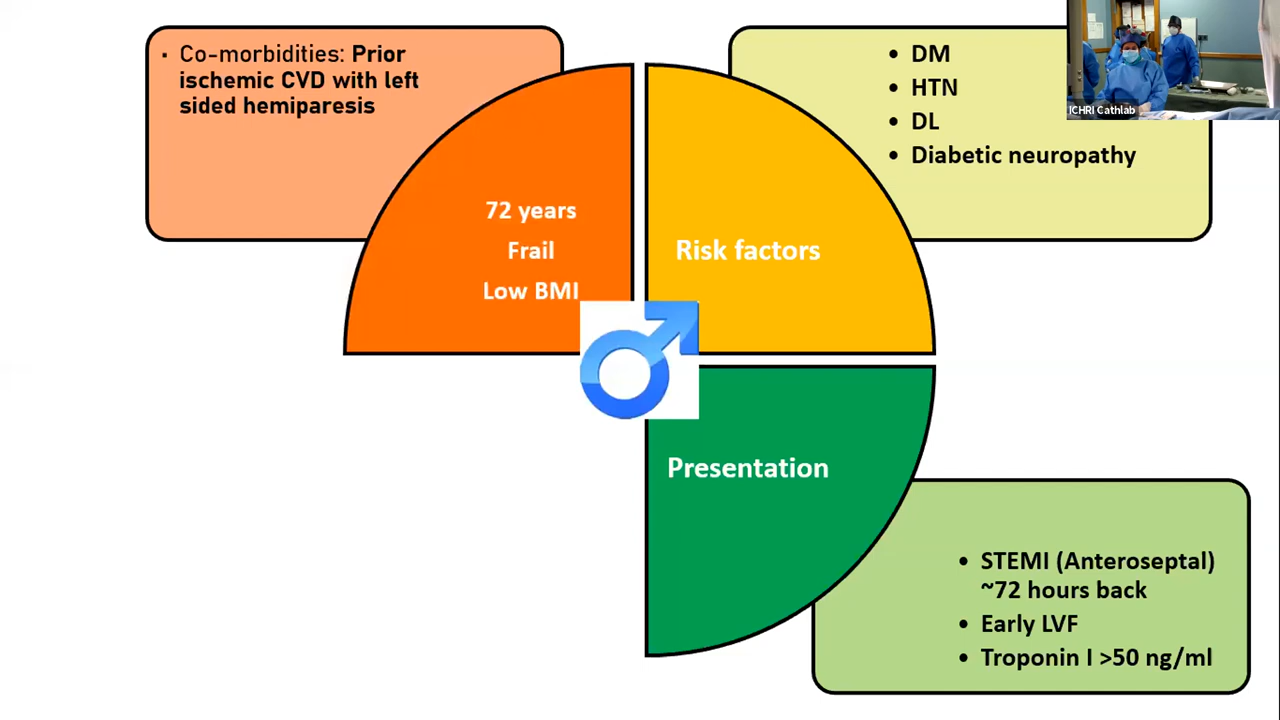 ▪ Co-morbidities: Prior
ischemic CVD with left
sided hemiparesis
72 years
Frail
Low BMI
• DM
• HTN
• DL
• Diabetic neuropathy
Risk factors
ICHRI Cathlab
Presentation
• STEMI (Anteroseptal)
~72 hours back
• Early LVF
• Troponin I >50 ng/ml